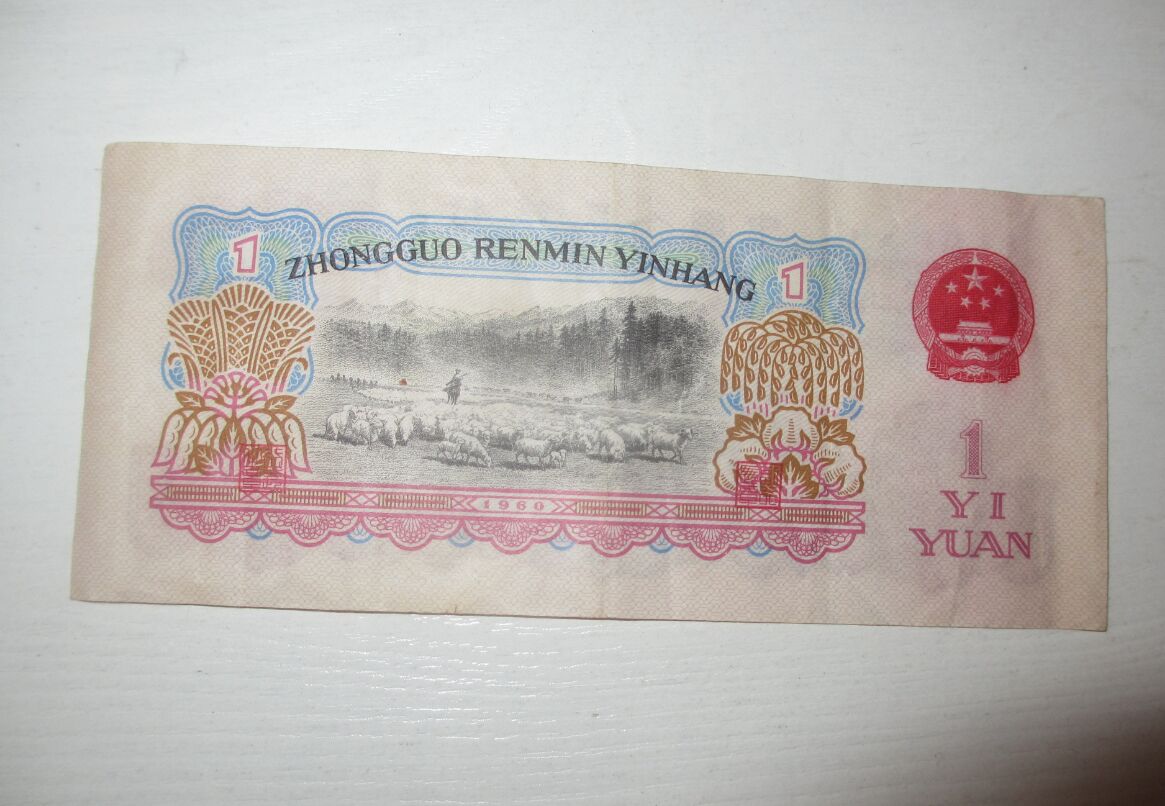 1
ZHONGGUO RENMIN YINHANG
1
1960
1
YI
YUAN